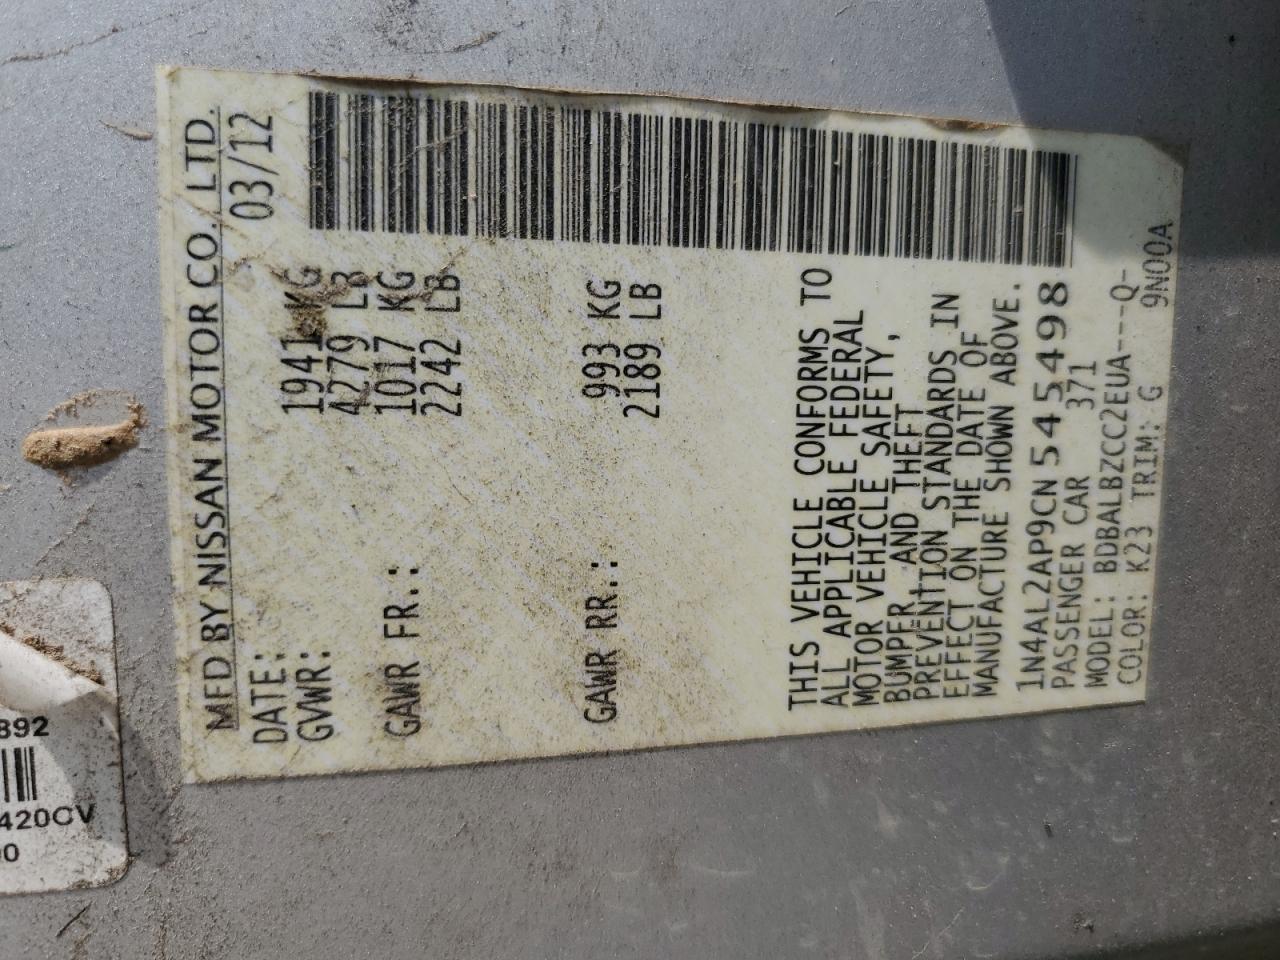 MFD BY NISSAN MOTOR CO., LTD.
DATE: 03/12
GVWR: 1941 KG
4279 LB
GAWR FR.: 1017 KG
2242 LB
GAWR RR.: 993 KG
2189 LB
THIS VEHICLE CONFORMS TO
ALL APPLICABLE FEDERAL
MOTOR VEHICLE SAFETY,
BUMPER AND THEFT
PREVENTION STANDARDS IN
EFFECT ON THE DATE OF
MANUFACTURE SHOWN ABOVE.
1N4AL2AP9CN545498
PASSENGER CAR 371
MODEL: BDBALBZCC2EUA---Q-
COLOR: K23 TRIM: G 9N00A
892
420CV
00